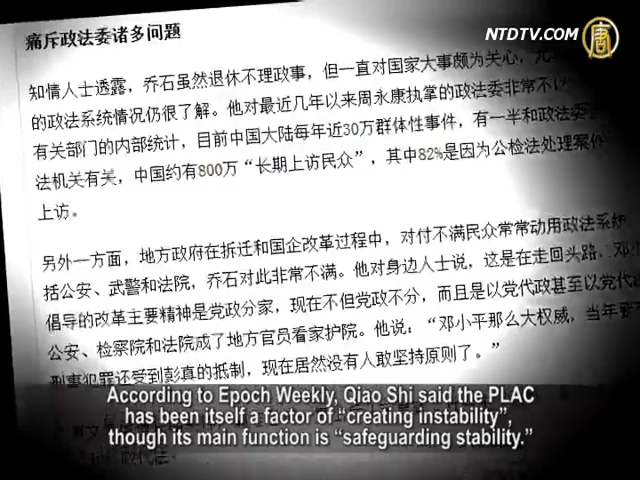 NTDTV.COM
唐
痛斥政法委诸多问题
知情人士透露，乔石虽然退休不理政事，但一直对国家大事颇为关心，尤
的政法系统情况仍很了解。他对最近几年以来周永康执掌的政法委非常不以
有关部门的内部统计，目前中国大陆每年近30万群体性事件，有一半和政法委
法机关有关，中国约有800万“长期上访民众”，其中82%是因为公检法处理案件
上访。
另外一方面，地方政府在拆迁和国企改革过程中，对付不满民众常常动用政法系统
括公安、武警和法院，乔石对此非常不满。他对身边人士说，这是在走回头路，邓小
倡导的改革主要精神是党政分家，现在不但党政不分，而且是以党代政甚至以党代
公安、检察院和法院成了地方官员看家护院。他说：“邓小平那么大权威，当年要
刑事犯罪还受到彭真的抵制，现在居然没有人敢坚持原则了。”
According to Epoch Weekly, Qiao Shi said the PLAC
has been itself a factor of “creating instability”,
though its main function is “safeguarding stability.”